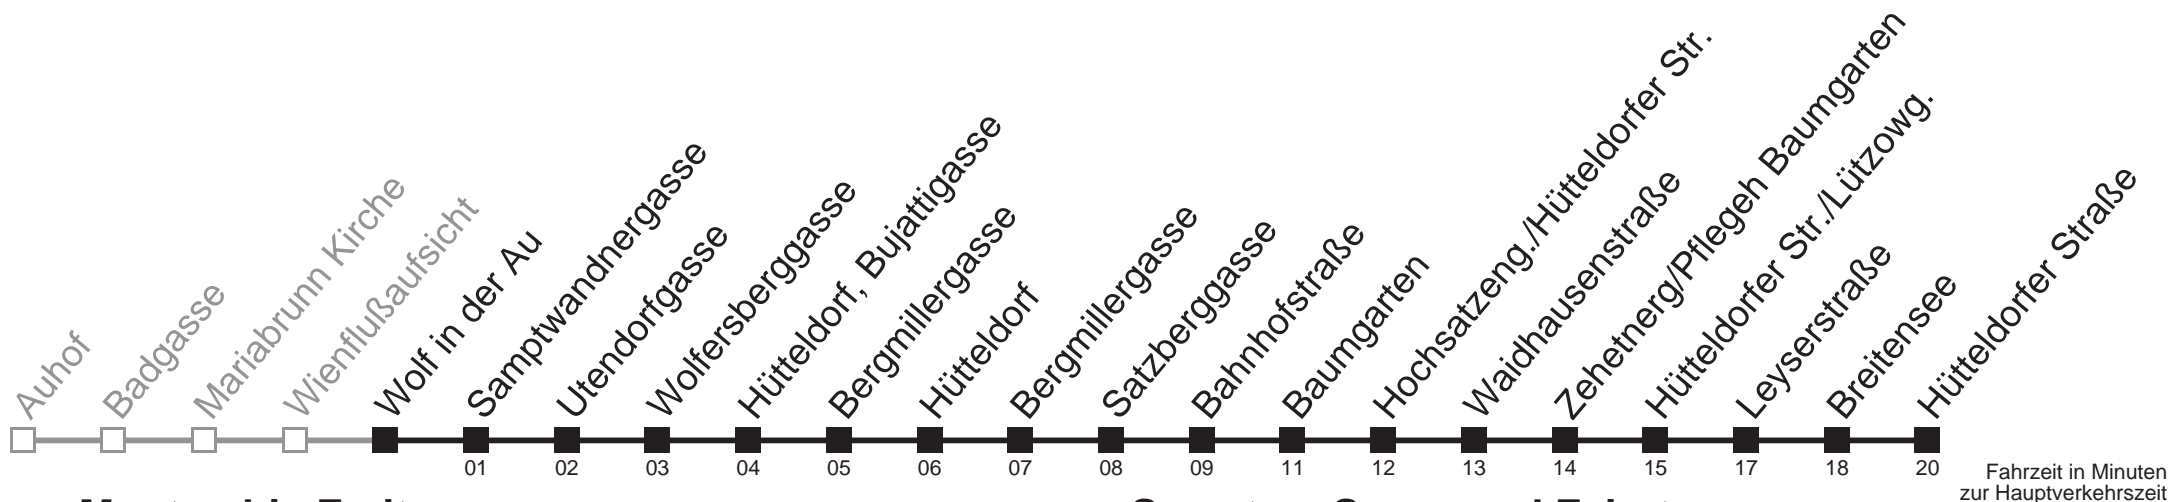 Auhof
Badgasse
Mariabrunn Kirche
Wienflußaufsicht
Wolf in der Au
Samptwandnergasse
Utendorfgasse
Wolfersberggasse
Hütteldorf, Bujattigasse
Bergmillergasse
Hütteldorf
Bergmillergasse
Satzberggasse
Bahnhofstraße
Baumgarten
Hochsatzeng./Hütteldorfer Str.
Waidhausenstraße
Zehetnerg/Pflegeh Baumgarten
Hütteldorfer Str./Lützowg.
Leyserstraße
Breitensee
Hütteldorfer Straße
01 02 03 04 05 06 07 08 09 11 12 13 14 15 17 18 20
Fahrzeit in Minuten
zur Hauptverkehrszeit